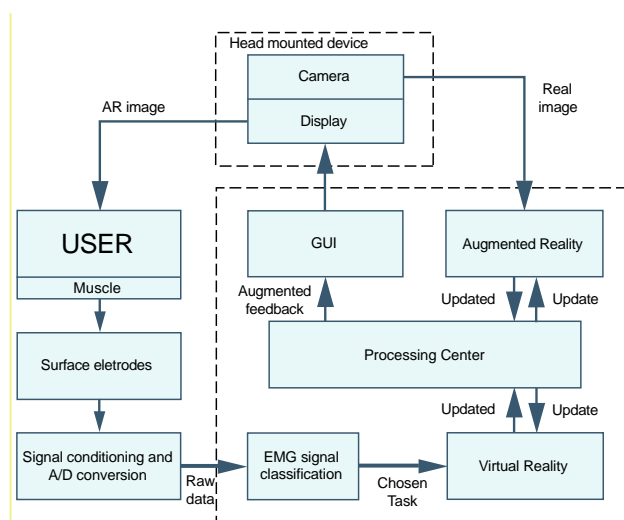 Head mounted device
Camera
Display
AR image
Real
image
USER
Muscle
GUI
Augmented Reality
Augmented
feedback
Updated
Update
Surface eletrodes
Processing Center
Updated
Update
Signal conditioning and
A/D conversion
Raw
data
EMG signal
classification
Chosen
Task
Virtual Reality